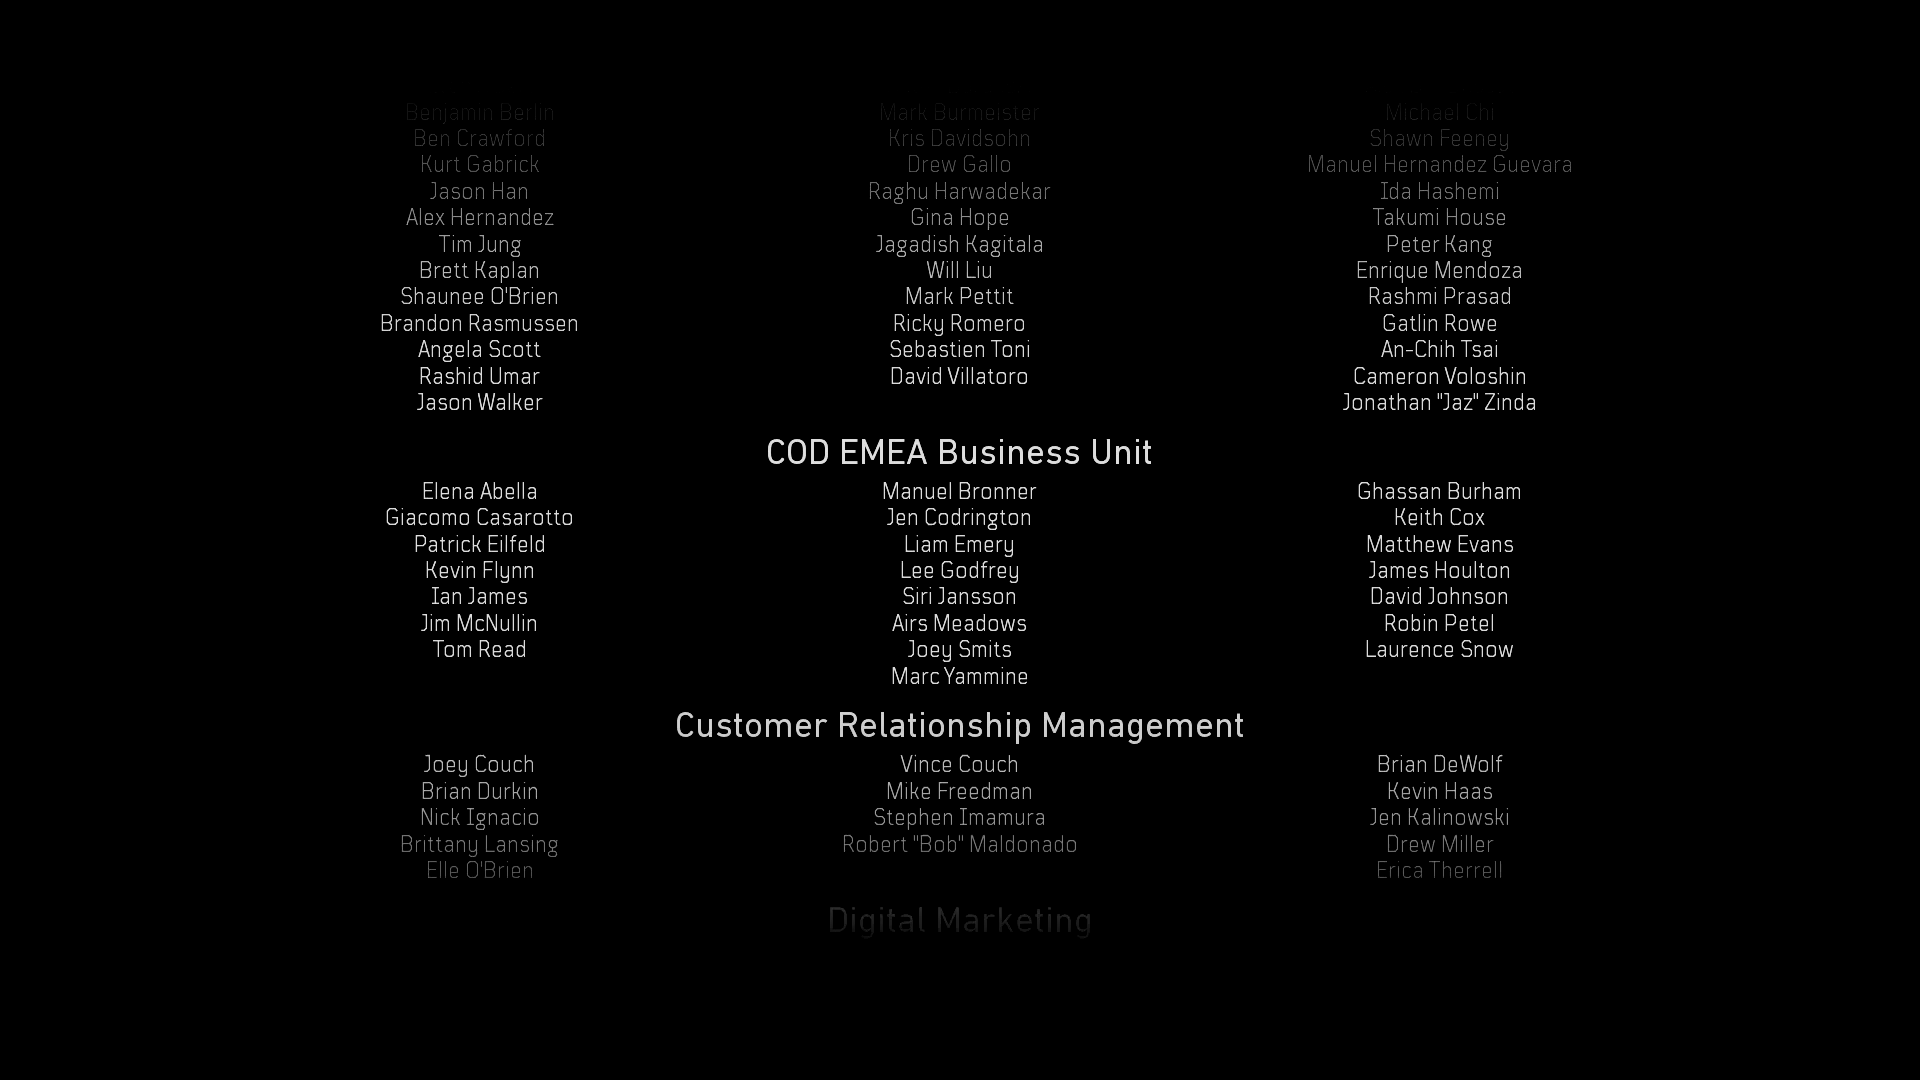 Benjamin Berlin Mark Burmeister Michael Chi
Ben Crawford Kris Davidsohn Shawn Feeney
Kurt Gabrick Drew Gallo Manuel Hernandez Guevara
Jason Han Raghu Harwadekar Ida Hashemi
Alex Hernandez Gina Hope Takumi House
Tim Jung Jagadish Kagitala Peter Kang
Brett Kaplan Will Liu Enrique Mendoza
Shaunee O'Brien Mark Pettit Rashmi Prasad
Brandon Rasmussen Ricky Romero Gatlin Rowe
Angela Scott Sebastien Toni An-Chih Tsai
Rashid Umar David Villatoro Cameron Voloshin
Jason Walker Jonathan "Jaz" Zinda
COD EMEA Business Unit
Elena Abella Manuel Bronner Ghassan Burham
Giacomo Casarotto Jen Codrington Keith Cox
Patrick Eilfeld Liam Emery Matthew Evans
Kevin Flynn Lee Godfrey James Houlton
Ian James Siri Jansson David Johnson
Jim McNullin Airs Meadows Robin Petel
Tom Read Joey Smits Laurence Snow
Marc Yammine
Customer Relationship Management
Joey Couch Vince Couch Brian DeWolf
Brian Durkin Mike Freedman Kevin Haas
Nick Ignacio Stephen Imamura Jen Kalinowski
Brittany Lansing Robert "Bob" Maldonado Drew Miller
Elle O'Brien Erica Therrell
Digital Marketing